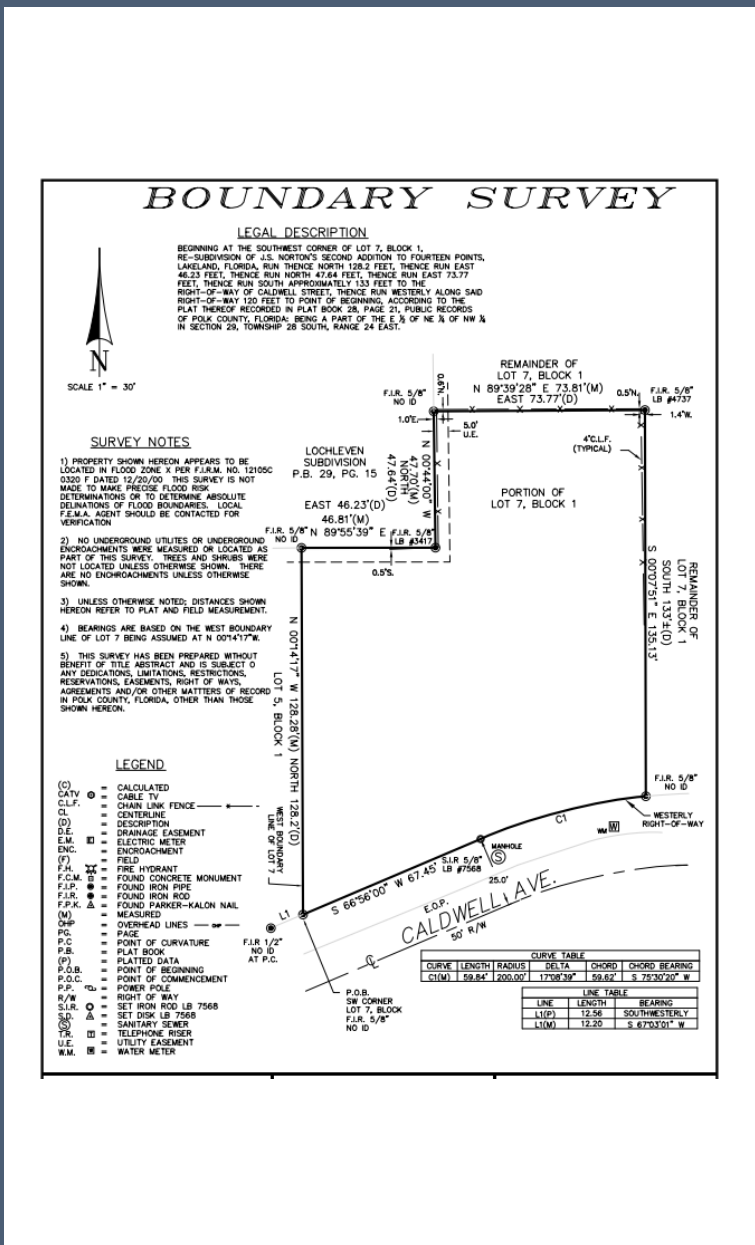 BOUNDARY SURVEY
LEGAL DESCRIPTION
BEGINNING AT THE SOUTHWEST CORNER OF LOT 7, BLOCK 1,
RE-SUBDIVISION OF J.S. NORTON'S SECOND ADDITION TO FOURTEEN POINTS,
LAKELAND, FLORIDA, RUN THENCE NORTH 128.2 FEET, THENCE RUN EAST
46.23 FEET, THENCE RUN NORTH 47.64 FEET, THENCE RUN EAST 73.77
FEET, THENCE RUN SOUTH APPROXIMATELY 133 FEET TO THE
RIGHT-OF-WAY OF CALDWELL STREET, THENCE RUN WESTERLY ALONG SAID
RIGHT-OF-WAY 120 FEET TO POINT OF BEGINNING, ACCORDING TO THE
PLAT THEREOF RECORDED IN PLAT BOOK 28, PAGE 21, PUBLIC RECORDS
OF POLK COUNTY, FLORIDA: BEING A PART OF THE E ½ OF NE ¼ OF NW ¼
IN SECTION 29, TOWNSHIP 28 SOUTH, RANGE 24 EAST.
N
SCALE 1" = 30'
SURVEY NOTES
1) PROPERTY SHOWN HEREON APPEARS TO BE
LOCATED IN FLOOD ZONE X PER F.I.R.M. NO. 12105C
0320 F DATED 12/20/00 THIS SURVEY IS NOT
MADE TO MAKE PRECISE FLOOD RISK
DETERMINATIONS OR TO DETERMINE ABSOLUTE
DELINATIONS OF FLOOD BOUNDARIES. LOCAL
F.E.M.A. AGENT SHOULD BE CONTACTED FOR
VERIFICATION
2) NO UNDERGROUND UTILITES OR UNDERGROUND
ENCROACHMENTS WERE MEASURED OR LOCATED AS
PART OF THIS SURVEY. TREES AND SHRUBS WERE
NOT LOCATED UNLESS OTHERWISE SHOWN. THERE
ARE NO ENCHROACHMENTS UNLESS OTHERWISE
SHOWN.
3) UNLESS OTHERWISE NOTED; DISTANCES SHOWN
HEREON REFER TO PLAT AND FIELD MEASUREMENT.
4) BEARINGS ARE BASED ON THE WEST BOUNDARY
LINE OF LOT 7 BEING ASSUMED AT N 00°14'17"W.
5) THIS SURVEY HAS BEEN PREPARED WITHOUT
BENEFIT OF TITLE ABSTRACT AND IS SUBJECT O
ANY DEDICATIONS, LIMITATIONS, RESTRICTIONS,
RESERVATIONS, EASEMENTS, RIGHT OF WAYS,
AGREEMENTS AND/OR OTHER MATTTERS OF RECORD
IN POLK COUNTY, FLORIDA, OTHER THAN THOSE
SHOWN HEREON.
LEGEND
(C) = CALCULATED
CATV = CABLE TV
C.L.F. = CHAIN LINK FENCE
CL = CENTERLINE
(D) = DESCRIPTION
D.E. = DRAINAGE EASEMENT
E.M. E = ELECTRIC METER
ENC. = ENCROACHMENT
(F) = FIELD
F.H. = FIRE HYDRANT
F.C.M. = FOUND CONCRETE MONUMENT
F.I.P. = FOUND IRON PIPE
F.I.R. = FOUND IRON ROD
F.P.K. = FOUND PARKER-KALON NAIL
(M) = MEASURED
OHP = OVERHEAD LINES OHP
PG. = PAGE
P.C = POINT OF CURVATURE
P.B. = PLAT BOOK
(P) = PLATTED DATA
P.O.B. = POINT OF BEGINNING
P.O.C. = POINT OF COMMENCEMENT
P.P. = POWER POLE
R/W = RIGHT OF WAY
S.I.R. = SET IRON ROD LB 7568
S.D. = SET DISK LB 7568
S = SANITARY SEWER
T.R. T = TELEPHONE RISER
U.E. = UTILITY EASEMENT
W.M. = WATER METER
REMAINDER OF
LOT 7, BLOCK 1
N 89°39'28" E 73.81'(M)
EAST 73.77'(D)
F.I.R. 5/8"
NO ID
0.6'N.
1.0'E.
5.0'
U.E.
0.5'N.
F.I.R. 5/8"
LB #4737
1.4'W.
4'C.L.F.
(TYPICAL)
PORTION OF
LOT 7, BLOCK 1
LOCHLEVEN
SUBDIVISION
P.B. 29, PG. 15
N 00°44'00" W
47.70'(M)
NORTH
47.64'(D)
EAST 46.23'(D)
46.81'(M)
N 89°55'39" E
F.I.R. 5/8"
NO ID
F.I.R. 5/8"
LB #3417
0.5'S.
REMAINDER OF
LOT 7, BLOCK 1
SOUTH 133'±(D)
S 00°07'51" E 135.13'
N 00°14'17" W 128.28'(M) NORTH 128.2'(D)
LOT 5, BLOCK 1
WEST BOUNDARY
LINE OF LOT 7
F.I.R. 5/8"
NO ID
WESTERLY
RIGHT-OF-WAY
WM W
C1
MANHOLE
S
S.I.R 5/8"
LB #7568
S 66°56'00" W 67.45'
25.0'
E.O.P.
CALDWELL AVE.
50' R/W
CL
L1
F.I.R 1/2"
NO ID
AT P.C.
P.O.B.
SW CORNER
LOT 7, BLOCK
F.I.R. 5/8"
NO ID
CURVE TABLE
CURVE LENGTH RADIUS DELTA CHORD CHORD BEARING
C1(M) 59.84' 200.00' 17°08'39" 59.62' S 75°30'20" W
LINE TABLE
LINE LENGTH BEARING
L1(P) 12.56 SOUTHWESTERLY
L1(M) 12.20 S 67°03'01" W